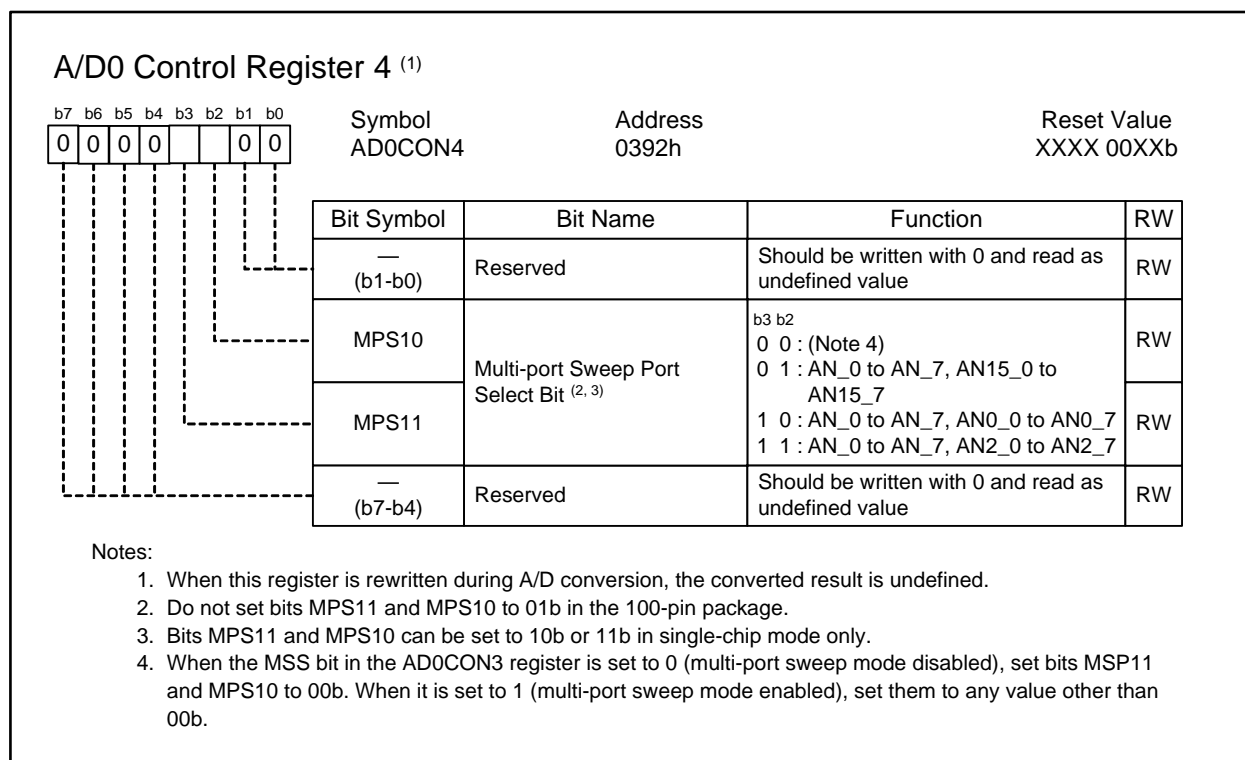 A/D0 Control Register 4 (1)
b7 b6 b5 b4 b3 b2 b1 b0
0 0 0 0 0 0
Symbol Address Reset Value
AD0CON4 0392h XXXX 00XXb
Bit Symbol Bit Name Function RW
—
(b1-b0)
Reserved
Should be written with 0 and read as
undefined value
RW
MPS10
MPS11
Multi-port Sweep Port
Select Bit (2, 3)
b3 b2
0 0 : (Note 4)
0 1 : AN_0 to AN_7, AN15_0 to
AN15_7
1 0 : AN_0 to AN_7, AN0_0 to AN0_7
1 1 : AN_0 to AN_7, AN2_0 to AN2_7
RW
RW
—
(b7-b4)
Reserved
Should be written with 0 and read as
undefined value
RW
Notes:
1. When this register is rewritten during A/D conversion, the converted result is undefined.
2. Do not set bits MPS11 and MPS10 to 01b in the 100-pin package.
3. Bits MPS11 and MPS10 can be set to 10b or 11b in single-chip mode only.
4. When the MSS bit in the AD0CON3 register is set to 0 (multi-port sweep mode disabled), set bits MSP11
and MPS10 to 00b. When it is set to 1 (multi-port sweep mode enabled), set them to any value other than
00b.